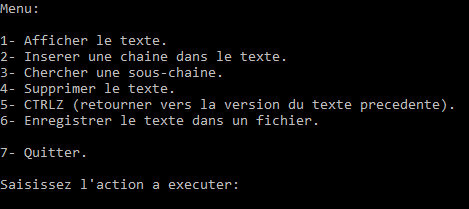 Menu:
1- Afficher le texte.
2- Inserer une chaine dans le texte.
3- Chercher une sous-chaine.
4- Supprimer le texte.
5- CTRLZ (retourner vers la version du texte precedente).
6- Enregistrer le texte dans un fichier.
7- Quitter.
Saisissez l'action a executer: